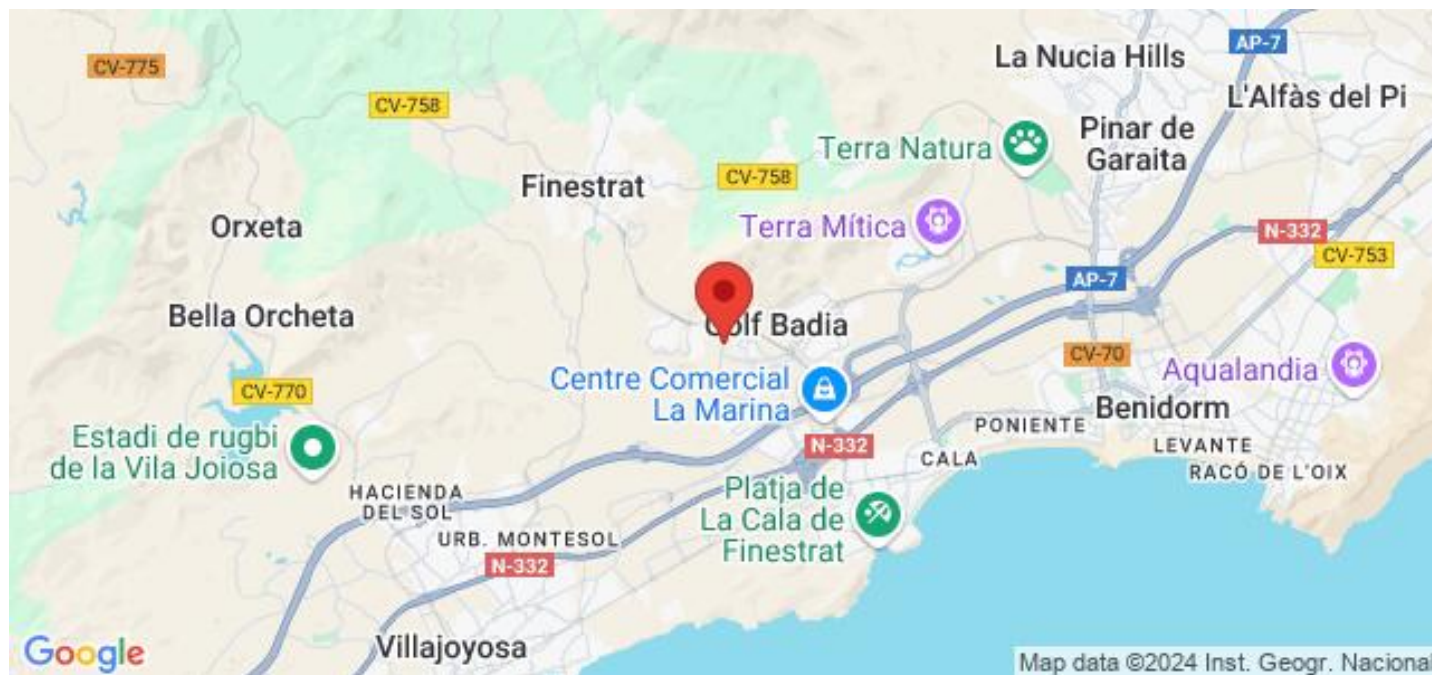 AP-7
La Nucia Hills
CV-775
L'Alfàs del Pi
CV-758
Pinar de
Garaita
Terra Natura
CV-758
Finestrat
Orxeta
Terra Mítica
N-332
CV-753
AP-7
Bella Orcheta
Golf Badia
CV-70
Centre Comercial
La Marina
Aqualandia
CV-770
Benidorm
PONIENTE
Estadi de rugbi
de la Vila Joiosa
N-332
LEVANTE
CALA
RACÓ DE L'OIX
HACIENDA
DEL SOL
Platja de
La Cala de
Finestrat
URB. MONTESOL
N-332
Villajoyosa
Google
Map data ©2024 Inst. Geogr. Nacional